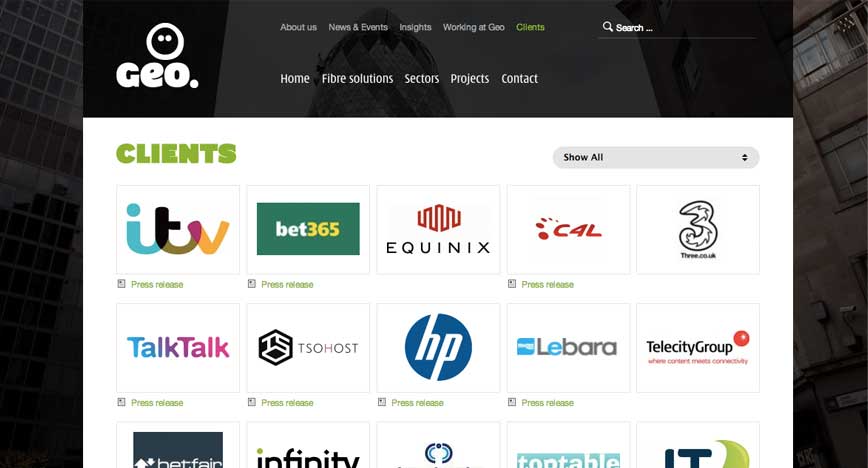 About us News & Events Insights Working at Geo Clients
Search ...
GEO.
Home Fibre solutions Sectors Projects Contact
CLIENTS
Show All
itv bet365 EQUINIX C4L 3
Three.co.uk
Press release Press release Press release
TalkTalk TSOHOST hp Lebara TelecityGroup
where content meets connectivity
Press release Press release Press release Press release
betfair infinity toptable IT